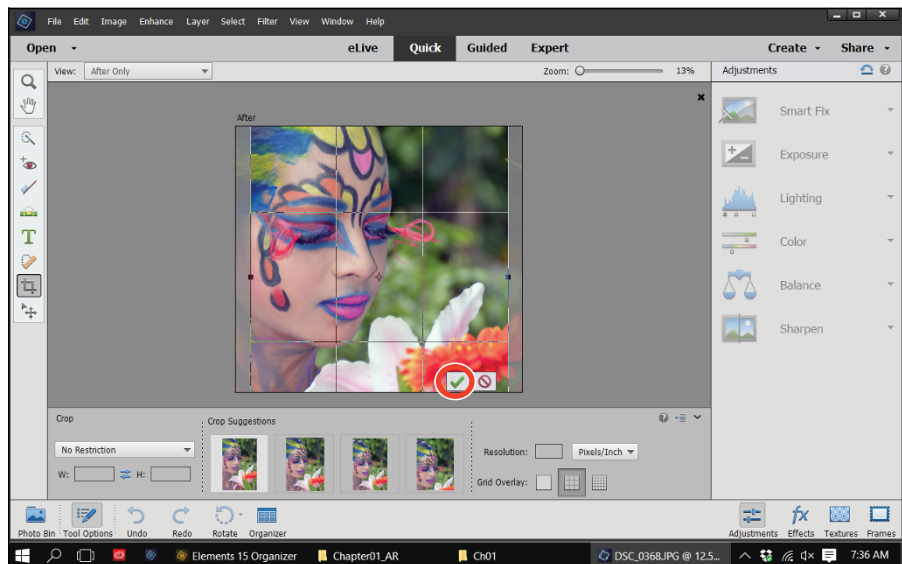 File Edit Image Enhance Layer Select Filter View Window Help
Open eLive Quick Guided Expert Create Share
View: After Only Zoom: 13% Adjustments
After
Smart Fix
Exposure
Lighting
Color
Balance
Sharpen
T
Crop
Crop Suggestions
No Restriction
Resolution: Pixels/Inch
W: H:
Grid Overlay:
fx
Photo Bin Tool Options Undo Redo Rotate Organizer Adjustments Effects Textures Frames
Elements 15 Organizer Chapter01_AR Ch01 DSC_0368.JPG @ 12.5... 7:36 AM